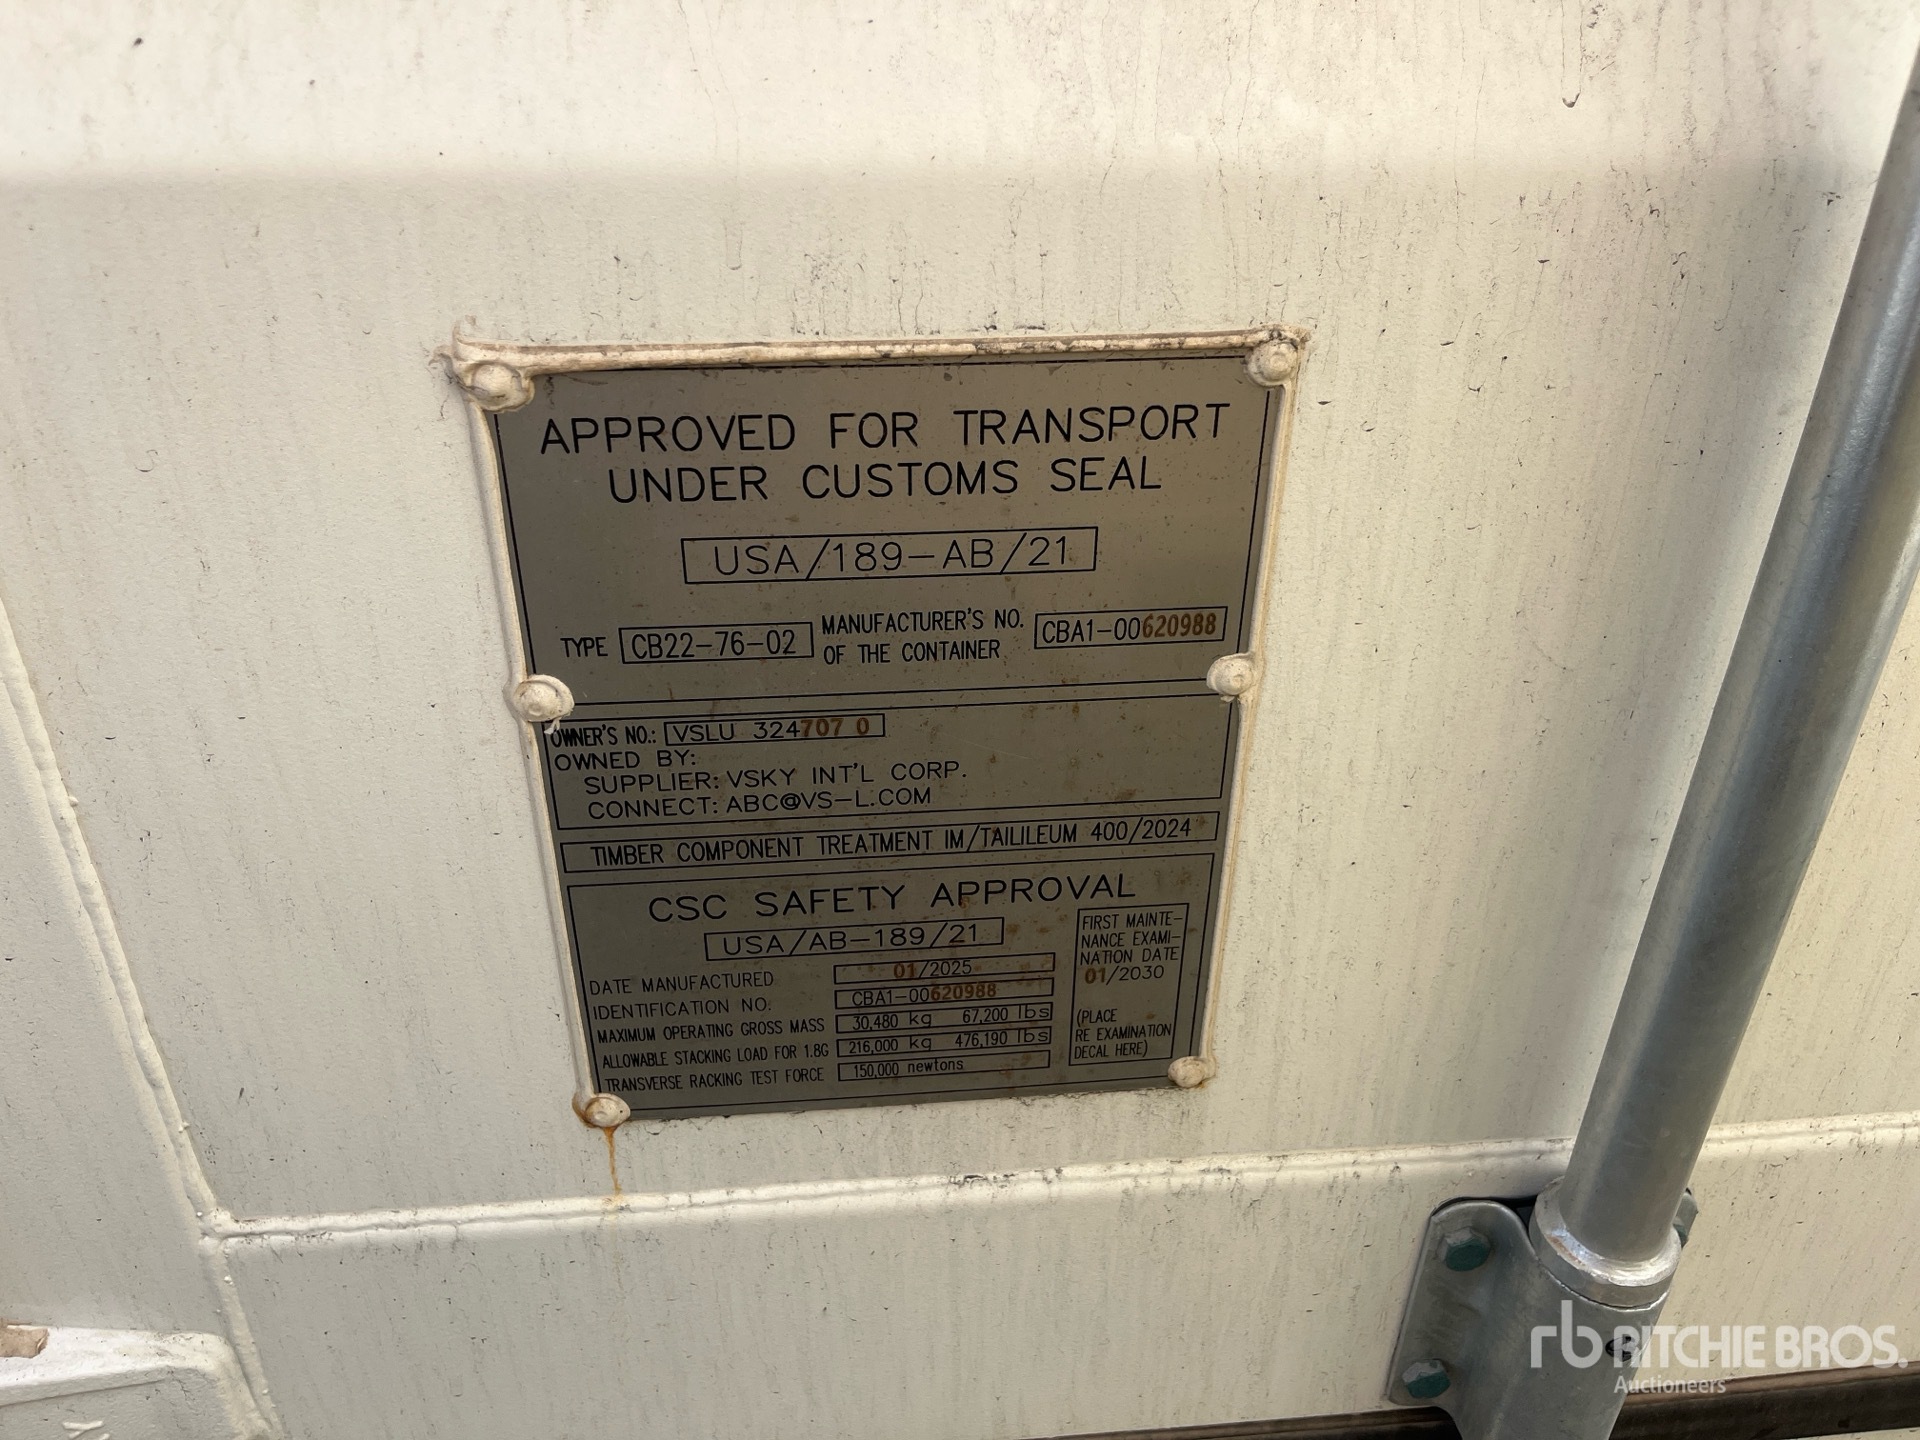 APPROVED FOR TRANSPORT
UNDER CUSTOMS SEAL
USA/189-AB/21
TYPE CB22-76-02 MANUFACTURER'S NO. OF THE CONTAINER CBA1-00620988
OWNER'S NO.: VSLU 324707 0
OWNED BY:
SUPPLIER: VSKY INT'L CORP.
CONNECT: ABC@VS-L.COM
TIMBER COMPONENT TREATMENT IM/TAILILEUM 400/2024
CSC SAFETY APPROVAL
USA/AB-189/21
DATE MANUFACTURED 01/2025
IDENTIFICATION NO. CBA1-00620988
MAXIMUM OPERATING GROSS MASS 30,480 kg 67,200 lbs
ALLOWABLE STACKING LOAD FOR 1.8G 216,000 kg 476,190 lbs
TRANSVERSE RACKING TEST FORCE 150,000 newtons
FIRST MAINTE-
NANCE EXAMI-
NATION DATE
01/2030
(PLACE
RE EXAMINATION
DECAL HERE)
rb RITCHIE BROS.
Auctioneers